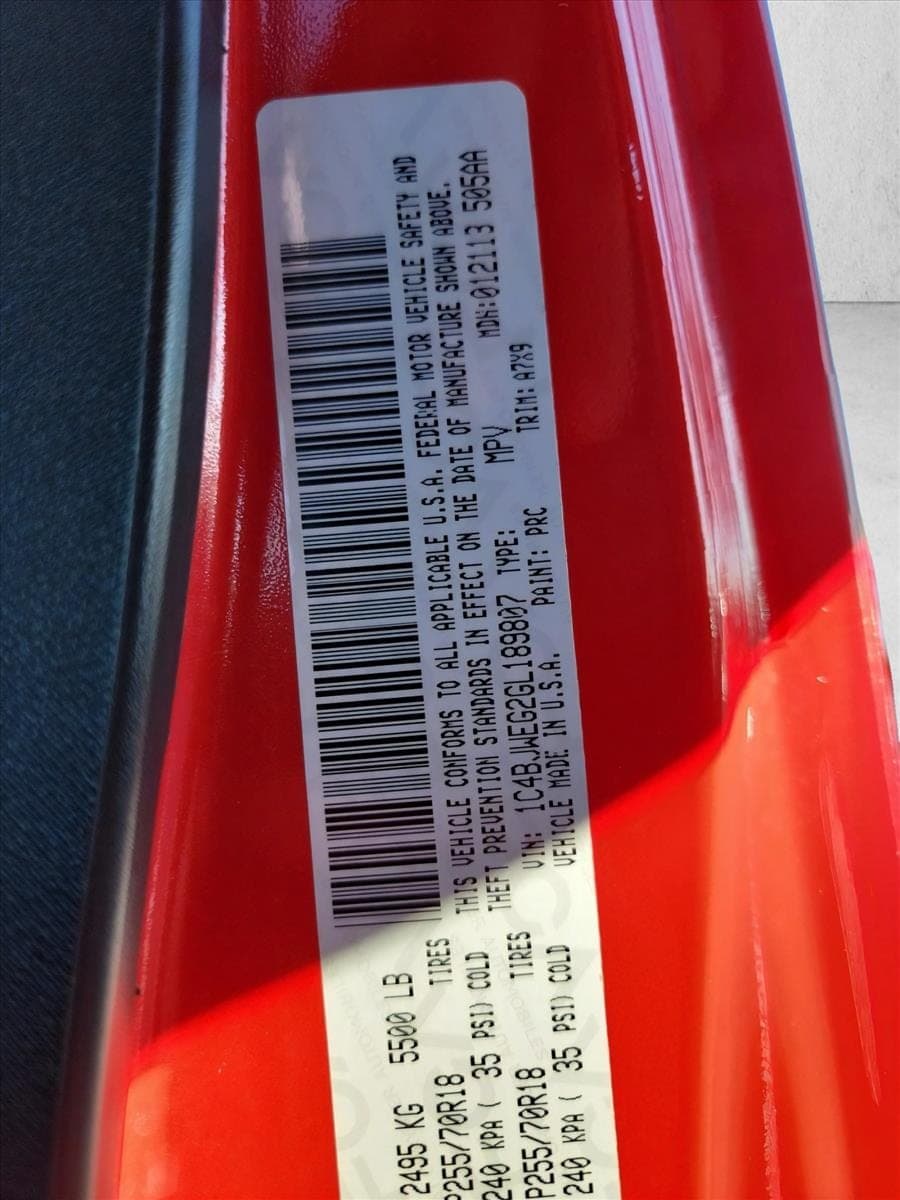 2495 KG 5500 LB
P255/70R18 TIRES
240 KPA ( 35 PSI) COLD
P255/70R18 TIRES
240 KPA ( 35 PSI) COLD
THIS VEHICLE CONFORMS TO ALL APPLICABLE U.S.A. FEDERAL MOTOR VEHICLE SAFETY AND
THEFT PREVENTION STANDARDS IN EFFECT ON THE DATE OF MANUFACTURE SHOWN ABOVE.
VIN: 1C4BJWEG2GL189807 TYPE: MPV MDH:012113 505AA
VEHICLE MADE IN U.S.A. PAINT: PRC TRIM: A7X9